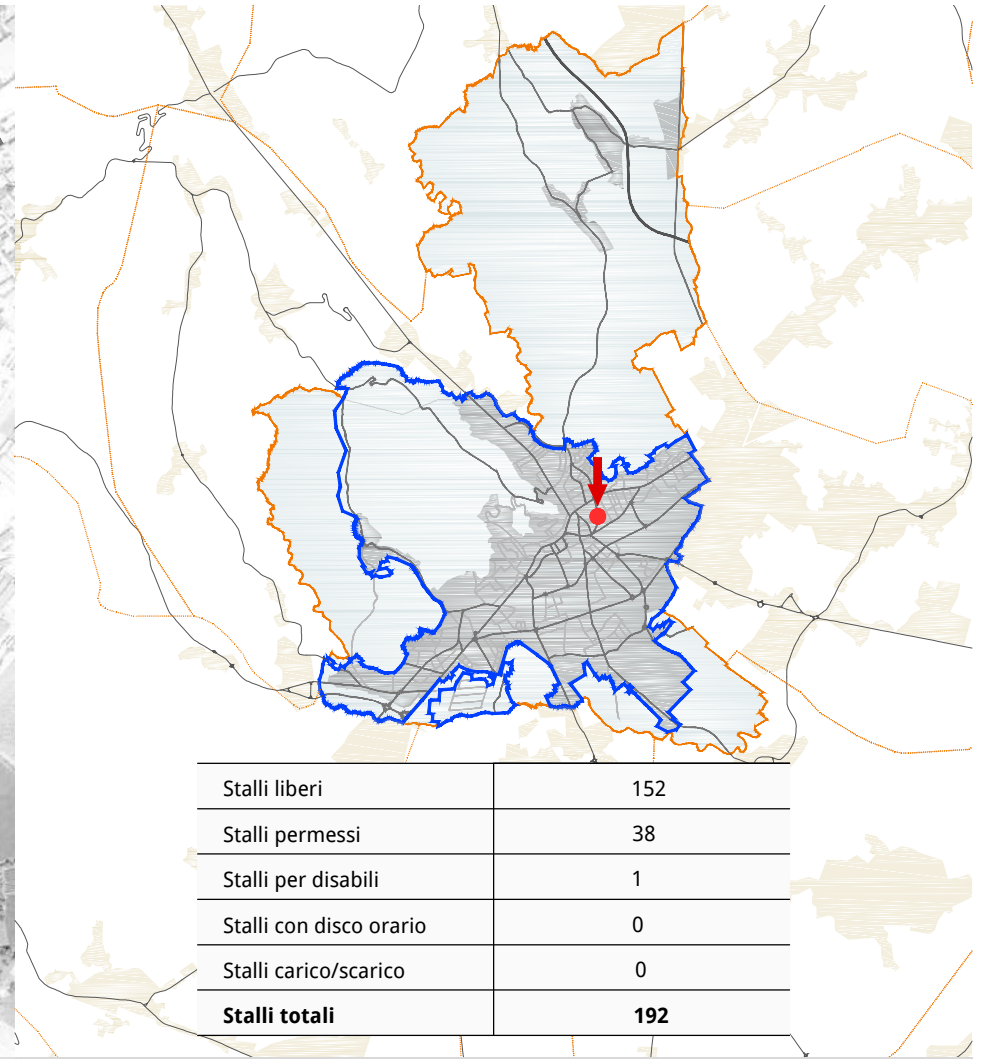 Stalli liberi 152
Stalli permessi 38
Stalli per disabili 1
Stalli con disco orario 0
Stalli carico/scarico 0
Stalli totali 192